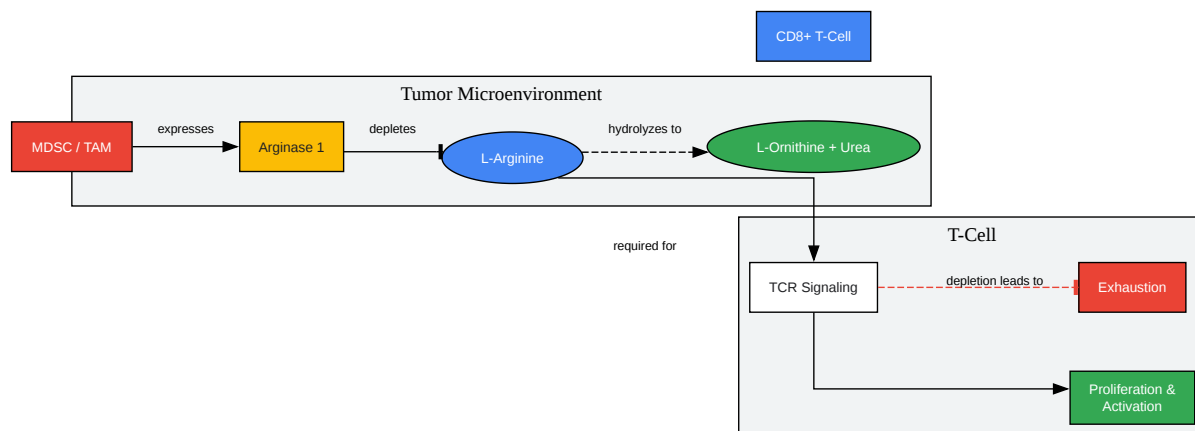 CD8+ T-Cell
Tumor Microenvironment
MDSC / TAM
expresses
Arginase 1
depletes
L-Arginine
hydrolyzes to
L-Ornithine + Urea
required for
T-Cell
TCR Signaling
depletion leads to
Exhaustion
Proliferation &
Activation